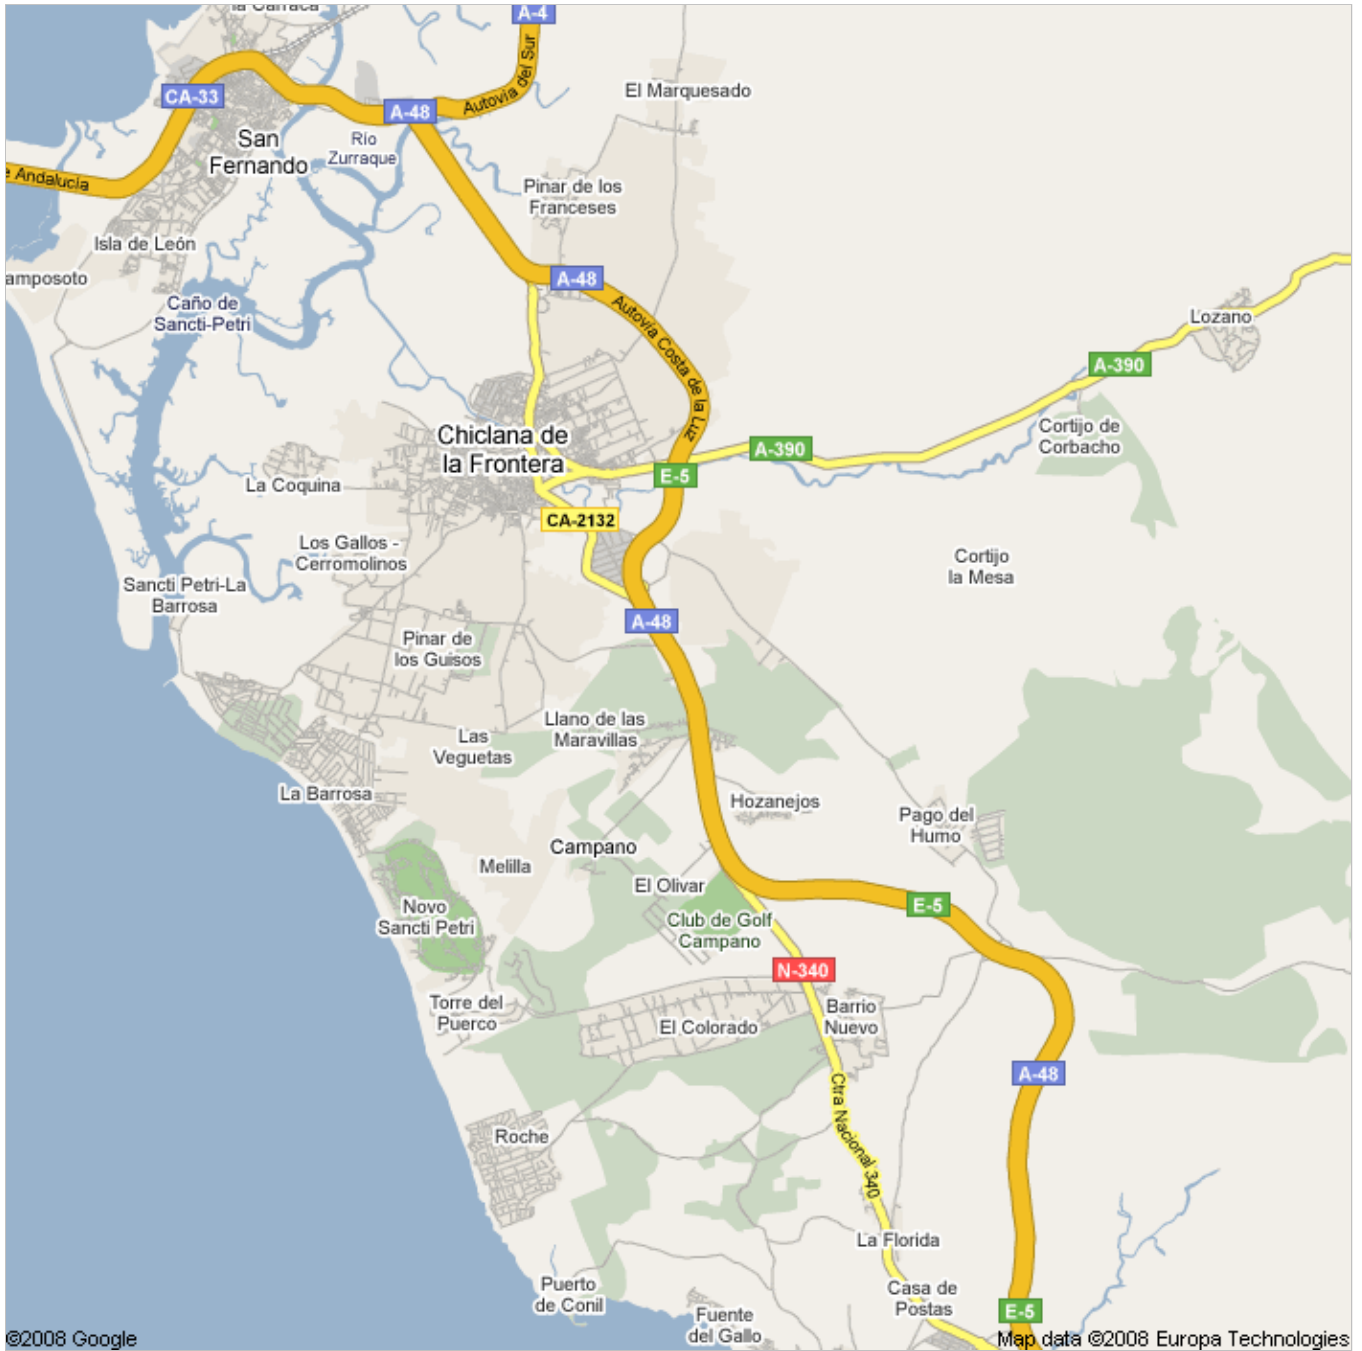 la Carraca
A-4
CA-33
A-48
Autovía del Sur
El Marquesado
San
Fernando
Río
Zurraque
e Andalucía
Pinar de los
Franceses
Isla de León
amposoto
A-48
Caño de
Sancti-Petri
Autovía Costa de la Luz
Lozano
A-390
Chiclana de
la Frontera
A-390
Cortijo de
Corbacho
E-5
La Coquina
CA-2132
Los Gallos -
Cerromolinos
Cortijo
la Mesa
Sancti Petri-La
Barrosa
A-48
Pinar de
los Guisos
Llano de las
Maravillas
Las
Veguetas
La Barrosa
Hozanejos
Pago del
Humo
Campano
Melilla
El Olivar
Novo
Sancti Petri
E-5
Club de Golf
Campano
N-340
Torre del
Puerco
El Colorado
Barrio
Nuevo
A-48
Ctra Nacional 340
Roche
La Florida
Puerto
de Conil
Casa de
Postas
E-5
Fuente
del Gallo
©2008 Google
Map data ©2008 Europa Technologies